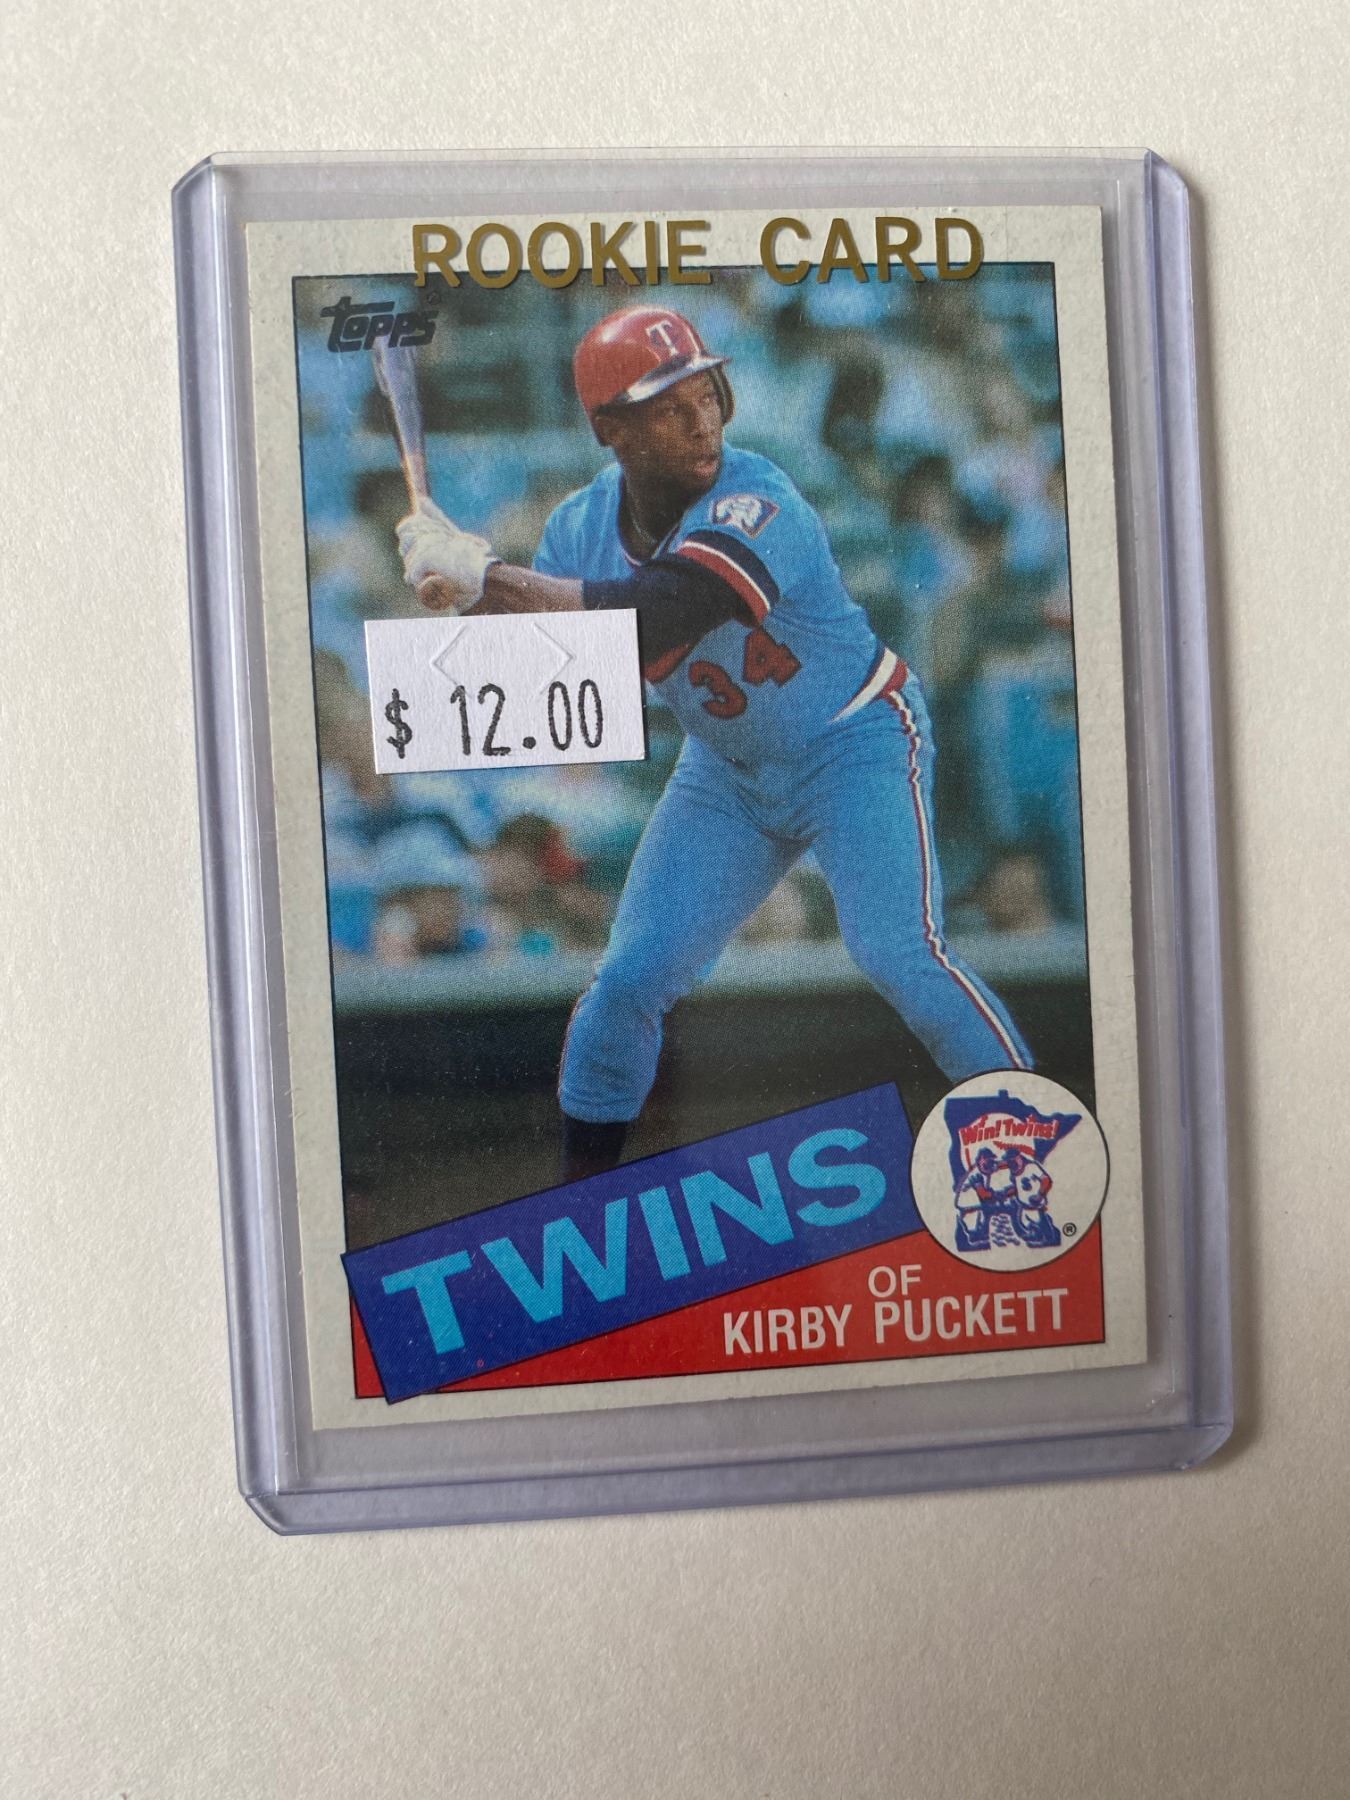 ROOKIE CARD
topps®
T
34
$ 12.00
TWINS
Win! Twins!
®
OF
KIRBY PUCKETT